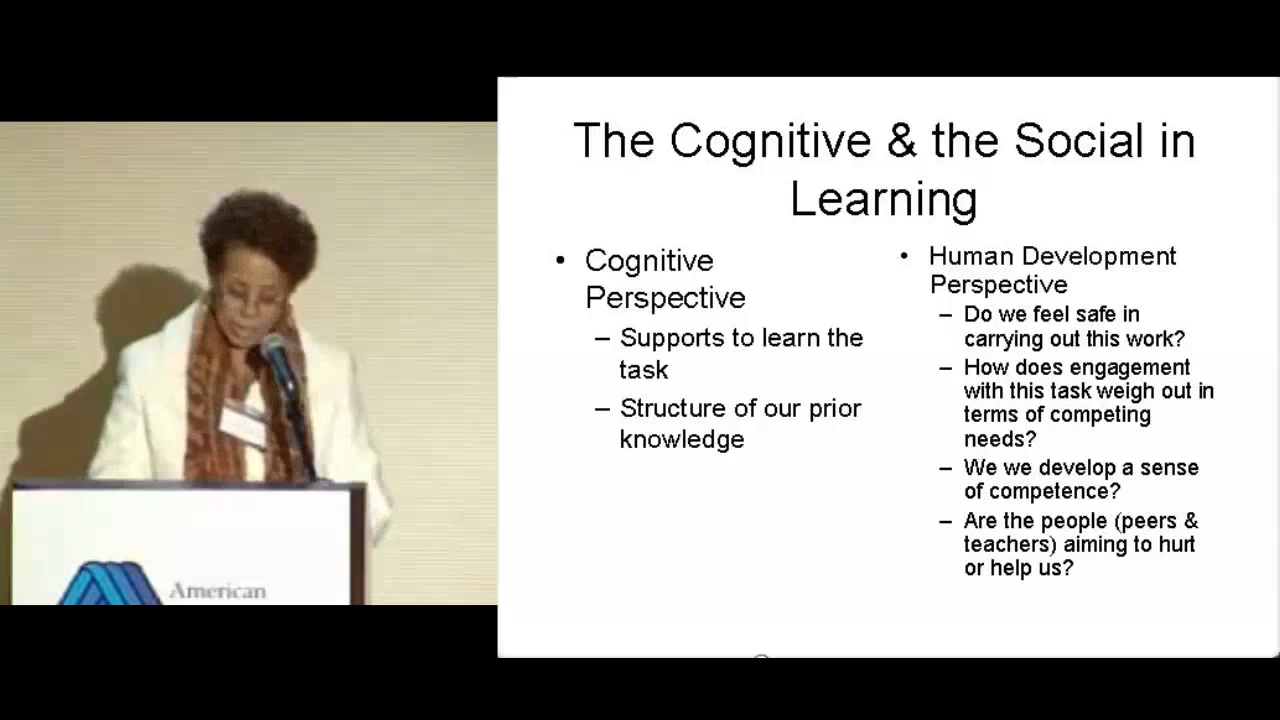 American
The Cognitive & the Social in
Learning
• Cognitive
Perspective
– Supports to learn the
task
– Structure of our prior
knowledge
• Human Development
Perspective
– Do we feel safe in
carrying out this work?
– How does engagement
with this task weigh out in
terms of competing
needs?
– We we develop a sense
of competence?
– Are the people (peers &
teachers) aiming to hurt
or help us?